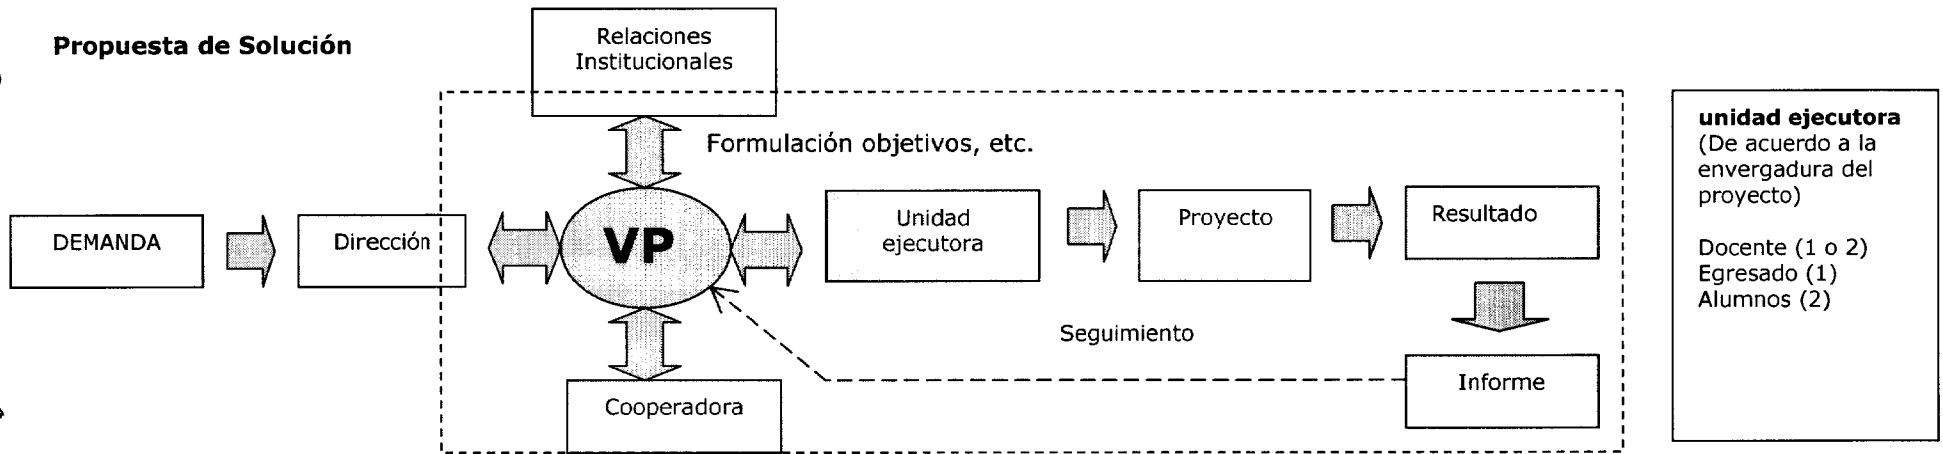 Propuesta de Solución
Relaciones
Institucionales
Formulación objetivos, etc.
DEMANDA
Dirección
VP
Unidad
ejecutora
Proyecto
Resultado
Seguimiento
Informe
Cooperadora
unidad ejecutora
(De acuerdo a la
envergadura del
proyecto)
Docente (1 o 2)
Egresado (1)
Alumnos (2)